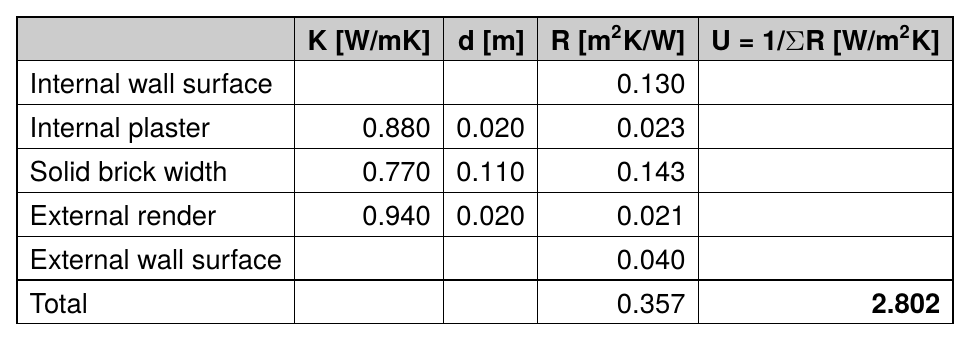 K [W/mK] d [m] R [m²K/W] U = 1/ΣR [W/m²K]
Internal wall surface 0.130
Internal plaster 0.880 0.020 0.023
Solid brick width 0.770 0.110 0.143
External render 0.940 0.020 0.021
External wall surface 0.040
Total 0.357 2.802